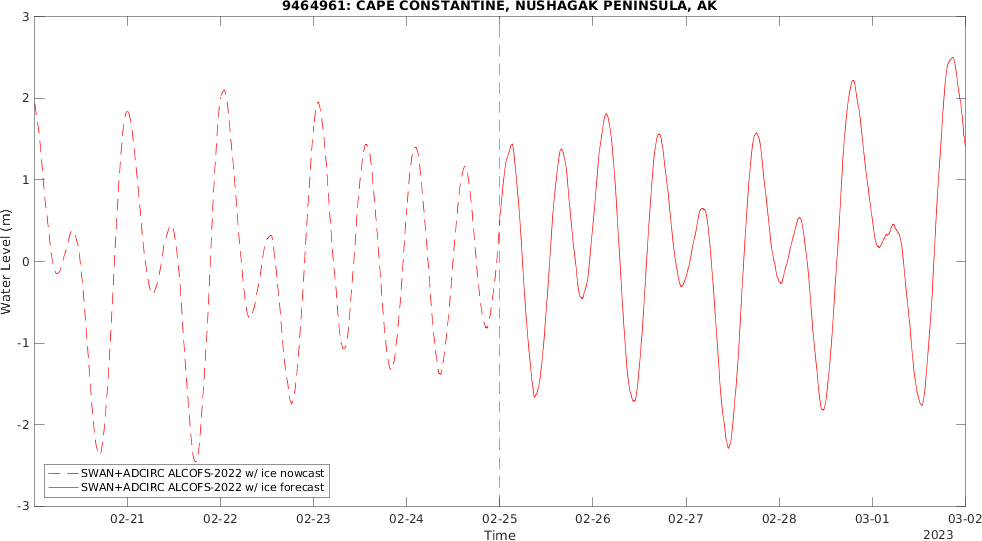 9464961: CAPE CONSTANTINE, NUSHAGAK PENINSULA, AK
3
2
1
0
-1
-2
-3
Water Level (m)
SWAN+ADCIRC ALCOFS-2022 w/ ice nowcast
SWAN+ADCIRC ALCOFS-2022 w/ ice forecast
02-21 02-22 02-23 02-24 02-25 02-26 02-27 02-28 03-01 03-02
Time
2023